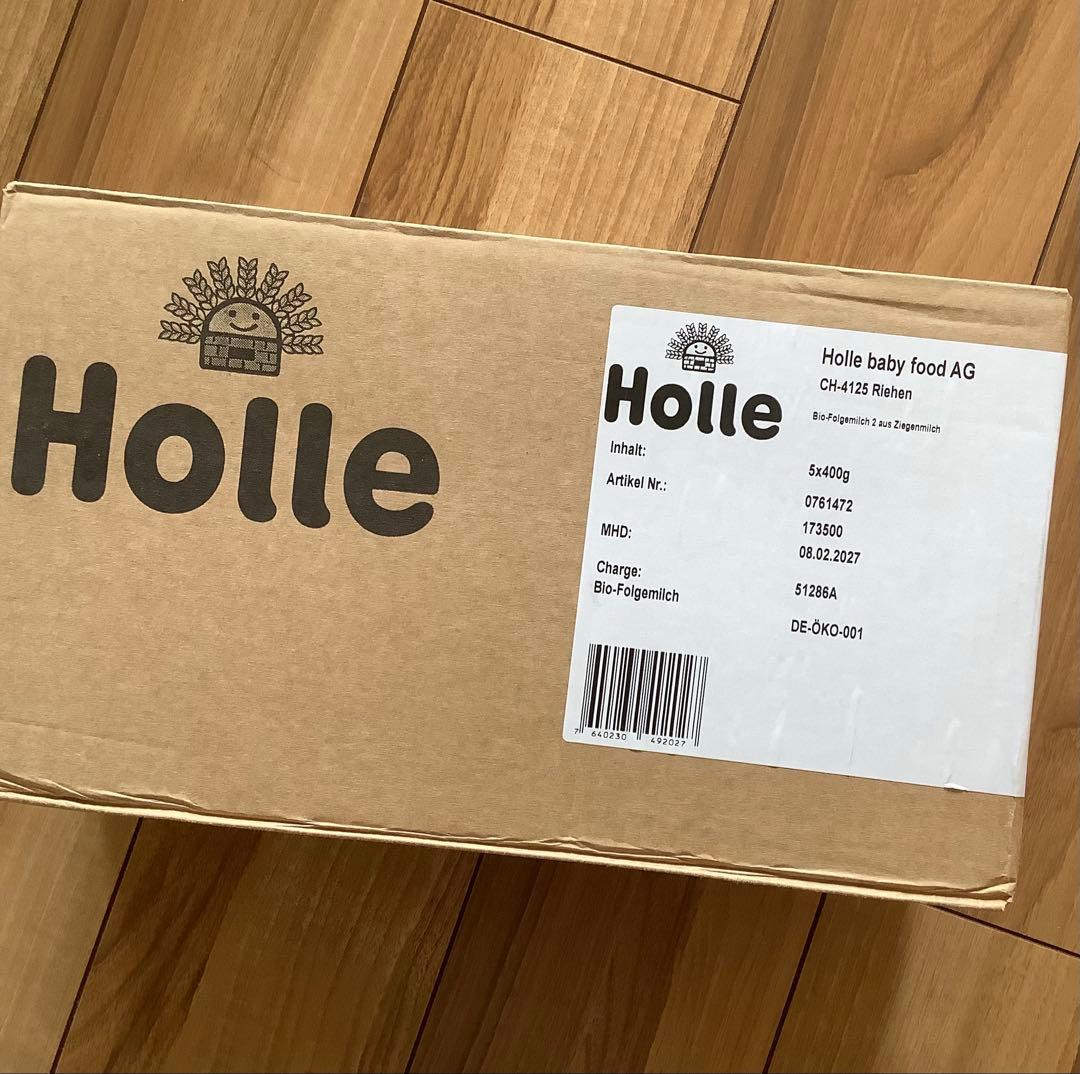 Holle
Holle
Holle baby food AG
CH-4125 Riehen
Bio-Folgemilch 2 aus Ziegenmilch
Inhalt:
5x400g
Artikel Nr.:
0761472
173500
MHD:
08.02.2027
Charge:
51286A
Bio-Folgemilch
DE-ÖKO-001
7 640230 492027